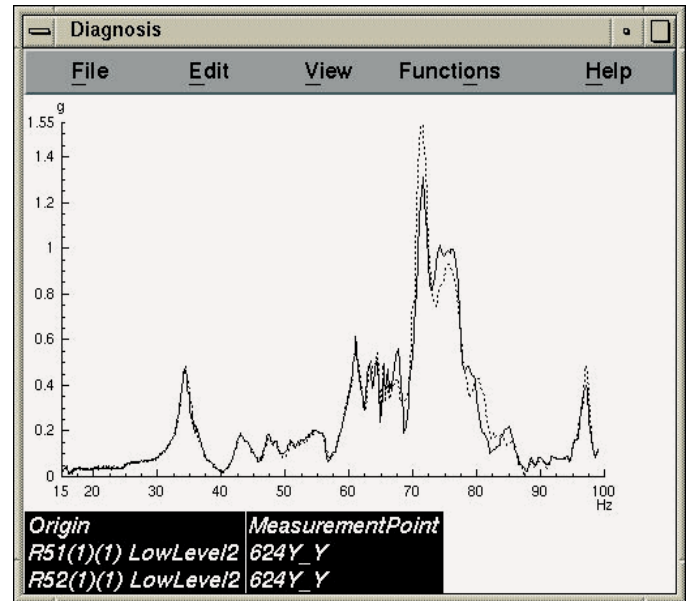 Diagnosis
File Edit View Functions Help
g
1.55
1.4
1.2
1
0.8
0.6
0.4
0.2
0
15 20 30 40 50 60 70 80 90 100
Hz
Origin MeasurementPoint
R51(1)(1) LowLevel2 624Y_Y
R52(1)(1) LowLevel2 624Y_Y